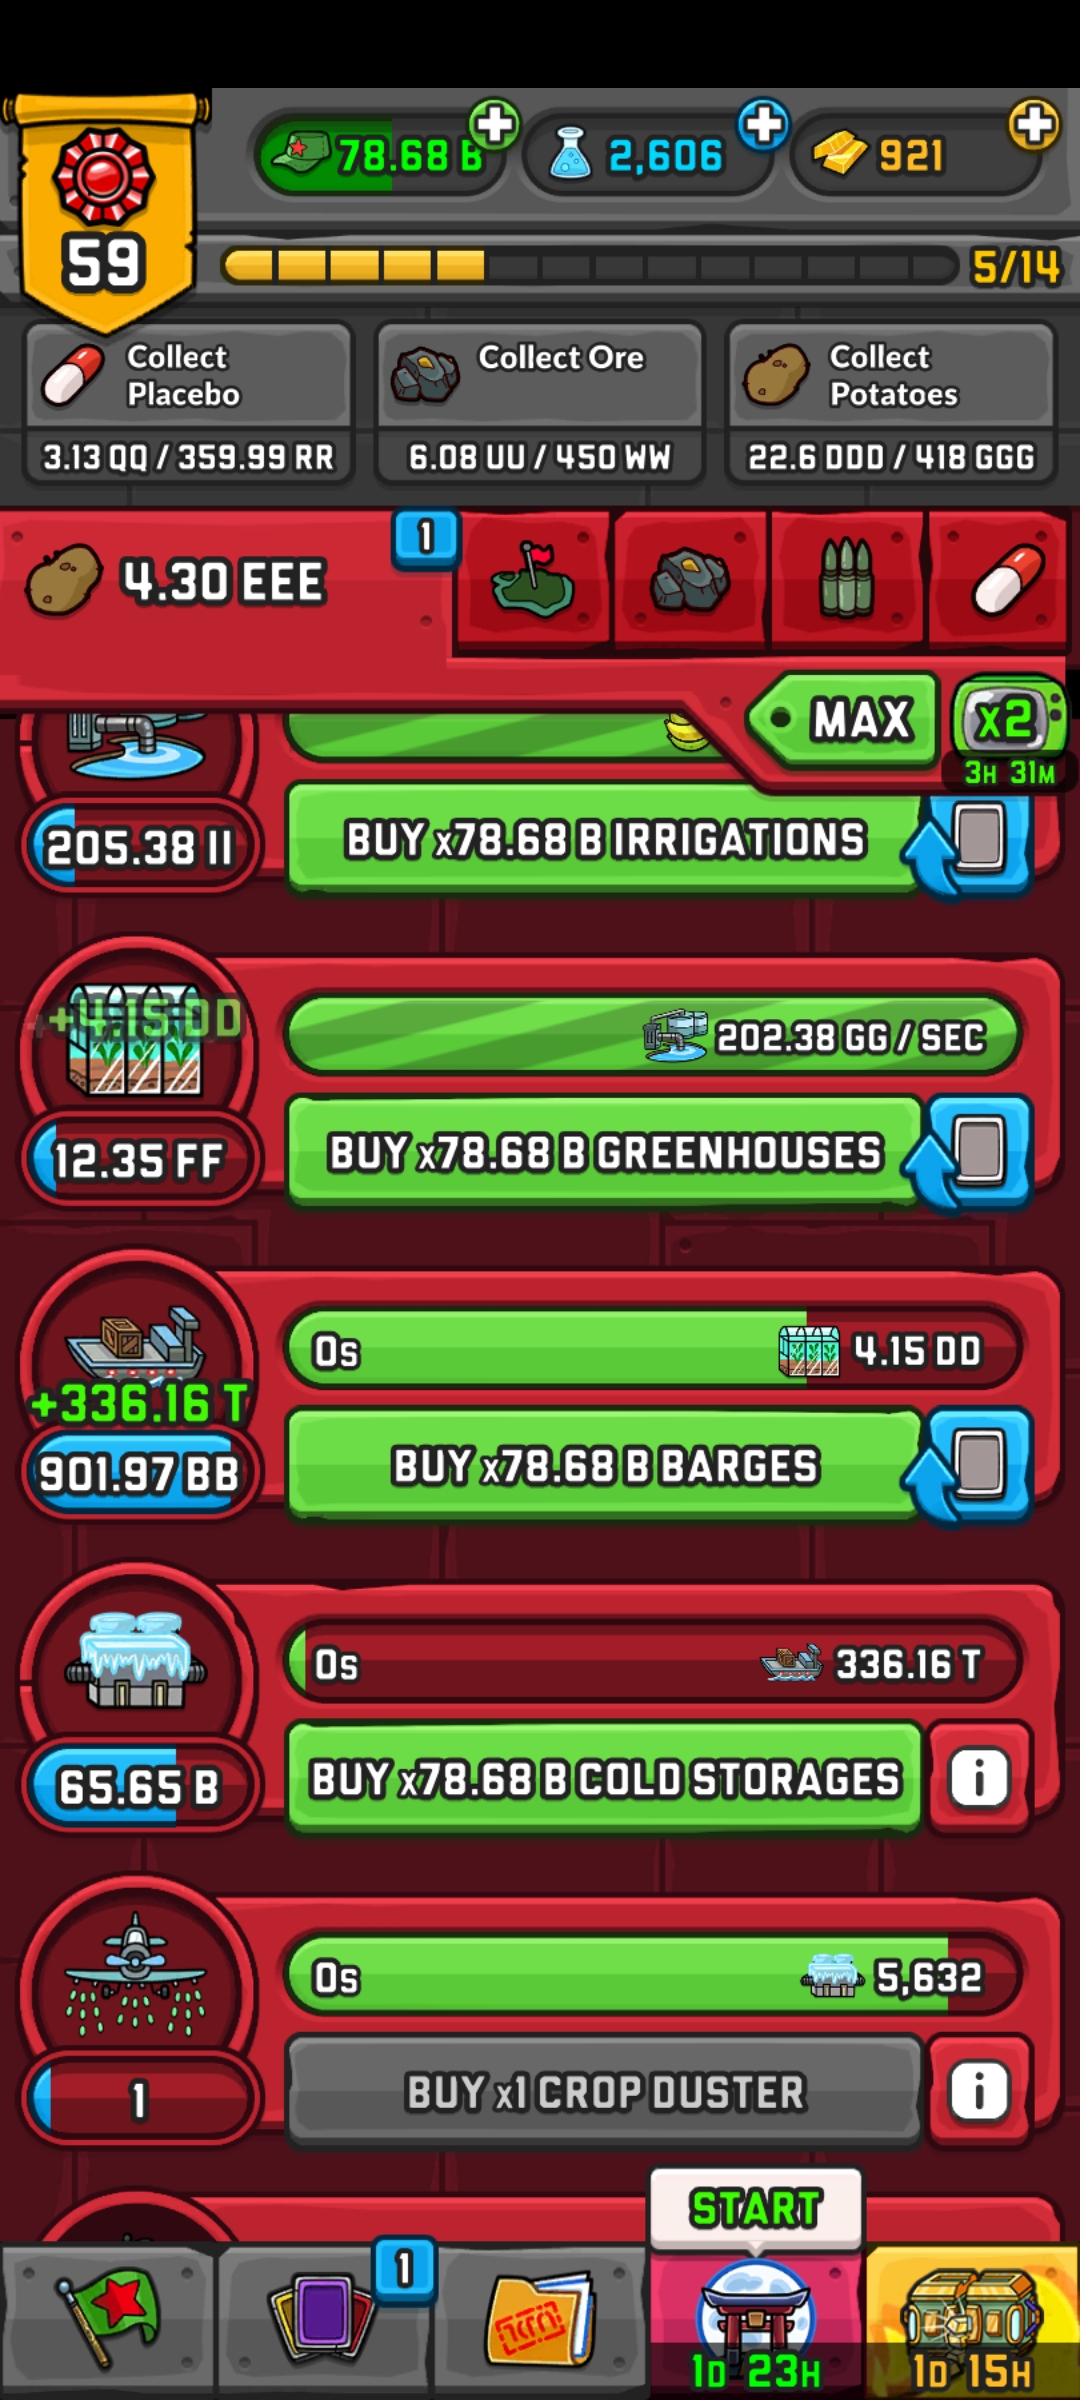 78.68 B
2,606
921
59
5/14
Collect
Placebo
3.13 QQ / 359.99 RR
Collect Ore
6.08 UU / 450 WW
Collect
Potatoes
22.6 DDD / 418 GGG
4.30 EEE
1
MAX
x2
3H 31M
205.38 II
BUY x78.68 B IRRIGATIONS
+4.15 DD
202.38 GG / SEC
12.35 FF
BUY x78.68 B GREENHOUSES
0s
4.15 DD
+336.16 T
901.97 BB
BUY x78.68 B BARGES
0s
336.16 T
65.65 B
BUY x78.68 B COLD STORAGES
i
0s
5,632
1
BUY x1 CROP DUSTER
i
START
1
1D 23H
1D 15H